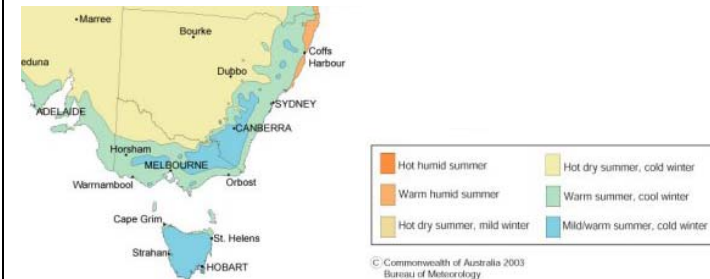 Marree
Bourke
Coffs
Harbour
eduna
Dubbo
ADELAIDE
SYDNEY
CANBERRA
Horsham
MELBOURNE
Warrnambool
Orbost
Cape Grim
St. Helens
Strahan
HOBART
Hot humid summer
Hot dry summer, cold winter
Warm humid summer
Warm summer, cool winter
Hot dry summer, mild winter
Mild/warm summer, cold winter
© Commonwealth of Australia 2003
Bureau of Meteorology